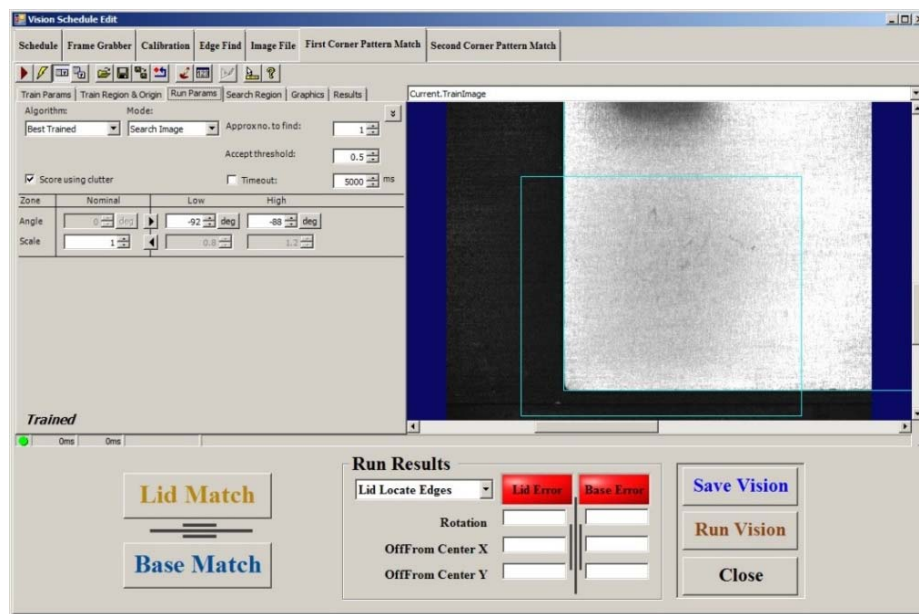 Vision Schedule Edit
Schedule Frame Grabber Calibration Edge Find Image File First Corner Pattern Match Second Corner Pattern Match
Train Params Train Region & Origin Run Params Search Region Graphics Results
Current.TrainImage
Algorithm: Mode:
Best Trained Search Image Approx no. to find: 1
Accept threshold: 0.5
Score using clutter Timeout: 5000 ms
Zone Nominal Low High
Angle 0 deg -92 deg -88 deg
Scale 1 0.8 1.2
Trained
0ms 0ms
Lid Match
Base Match
Run Results
Lid Locate Edges Lid Error Base Error
Rotation
OffFrom Center X
OffFrom Center Y
Save Vision
Run Vision
Close